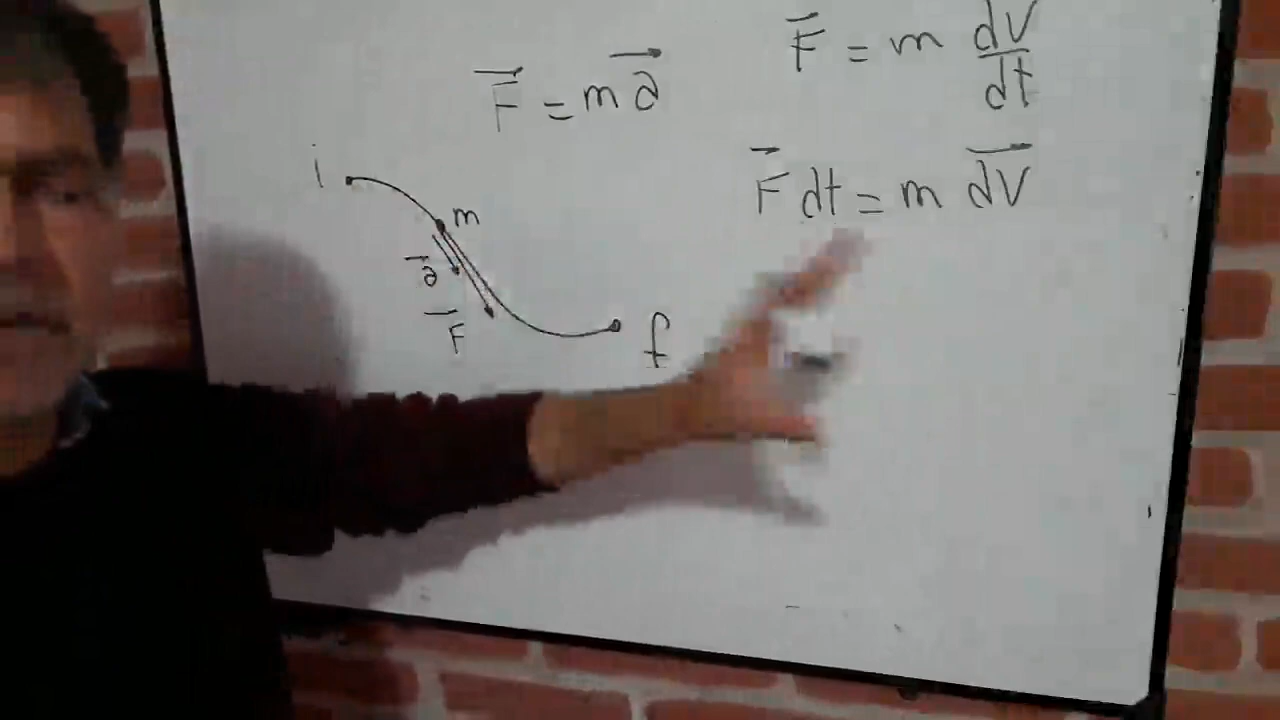 F⃗ = m a⃗
F⃗ = m dV/dt
F⃗ dt = m dV⃗
i
m
a⃗
F⃗
f